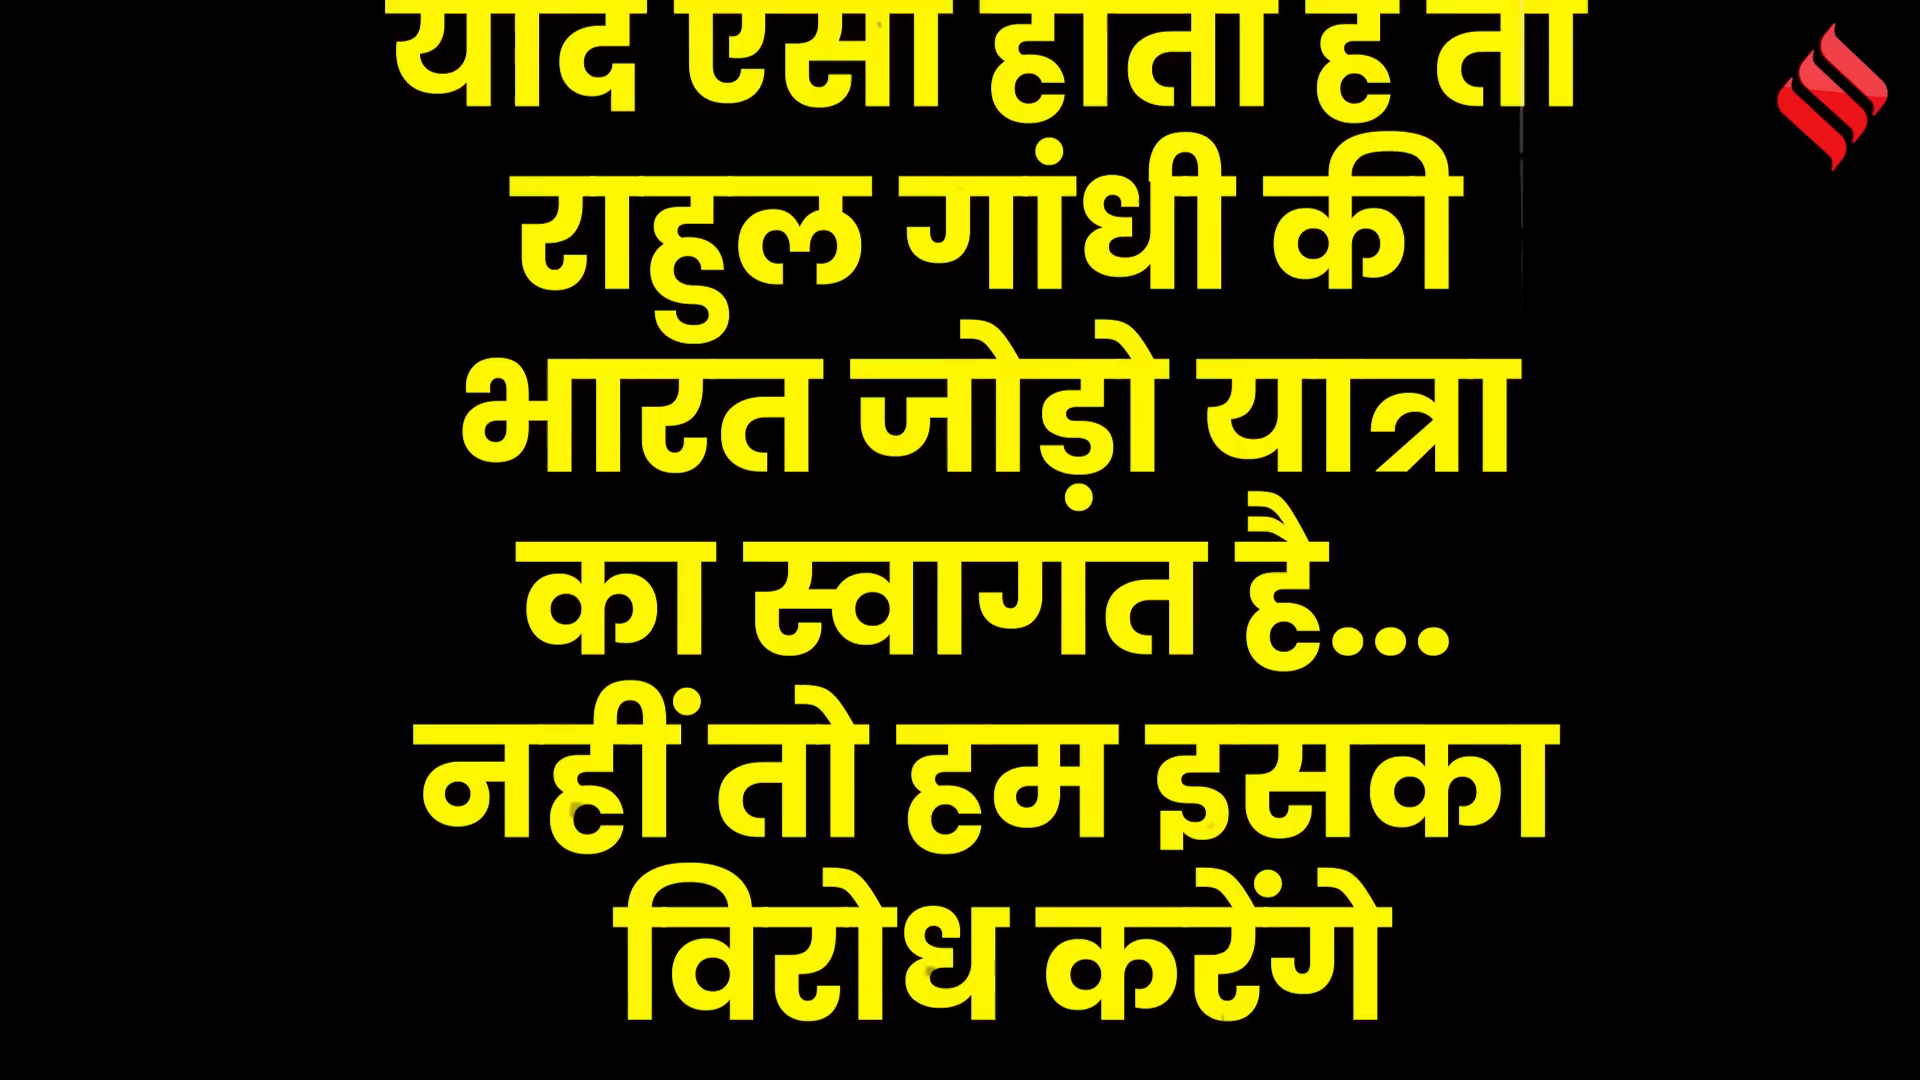 यदि ऐसा होता है तो
राहुल गांधी की
भारत जोड़ो यात्रा
का स्वागत है...
नहीं तो हम इसका
विरोध करेंगे